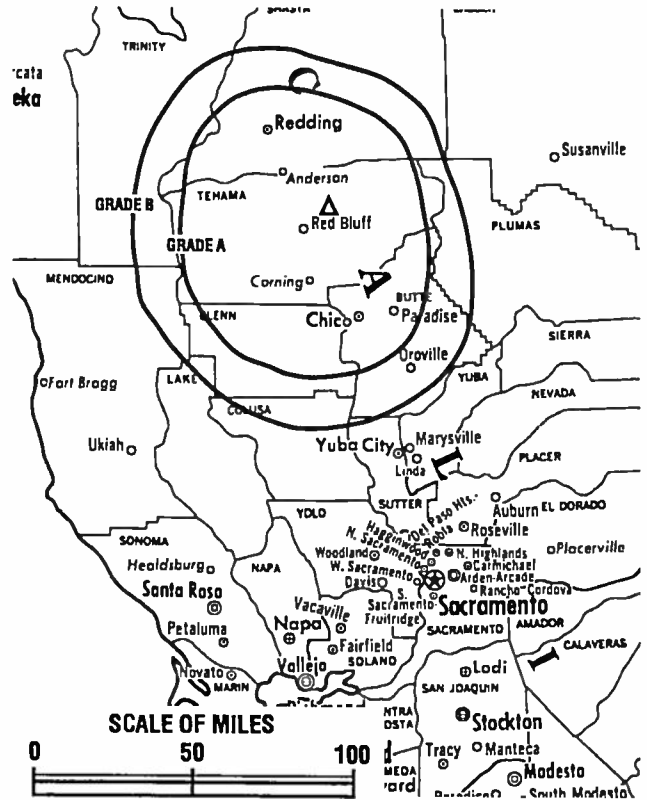 TRINITY
eka
Redding
Susanville
Anderson
TEHAMA
GRADE B
Red Bluff
PLUMAS
GRADE A
MENDOCINO
Corning
A
BUTTE
Paradise
GLENN
Chico
SIERRA
Oroville
Fort Bragg
LAKE
YUBA
NEVADA
COLUSA
Ukiah
Yuba City
Marysville
Linda
L
PLACER
SUTTER
YOLO
Auburn
EL DORADO
Del Paso Hts.
Robla
Roseville
SONOMA
Hagginwood
N. Sacramento
Woodland
N. Highlands
Placerville
Healdsburg
NAPA
W. Sacramento
Carmichael
Davis
Arden-Arcade
Rancho-Cordova
Santa Rosa
Vacaville
S.
Sacramento-
Fruitridge
Sacramento
Napa
Petaluma
SACRAMENTO
AMADOR
Fairfield
SOLANO
CALAVERAS
Vallejo
I
Novato
MARIN
Lodi
SAN JOAQUIN
SCALE OF MILES
Stockton
0 50 100
Tracy
Manteca
Modesto
South Modesto